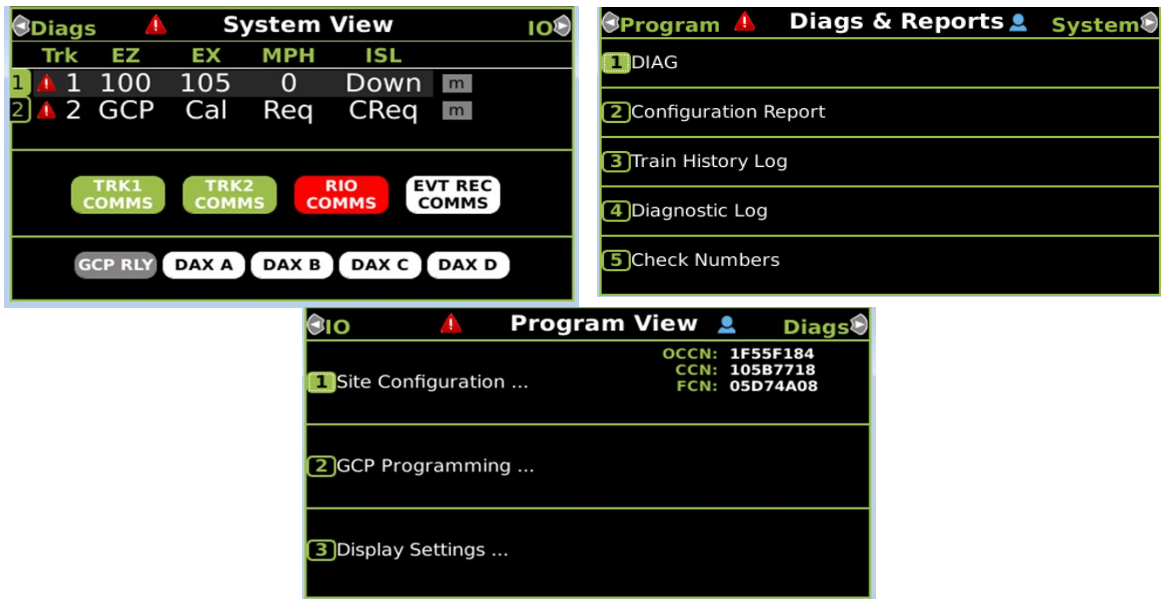 Diags System View IO
Trk EZ EX MPH ISL
1 1 100 105 0 Down m
2 2 GCP Cal Req CReq m
TRK1 COMMS TRK2 COMMS RIO COMMS EVT REC COMMS
GCP RLY DAX A DAX B DAX C DAX D
Program Diags & Reports System
1 DIAG
2 Configuration Report
3 Train History Log
4 Diagnostic Log
5 Check Numbers
IO Program View Diags
OCCN: 1F55F184
CCN: 105B7718
1 Site Configuration ...
FCN: 05D74A08
2 GCP Programming ...
3 Display Settings ...